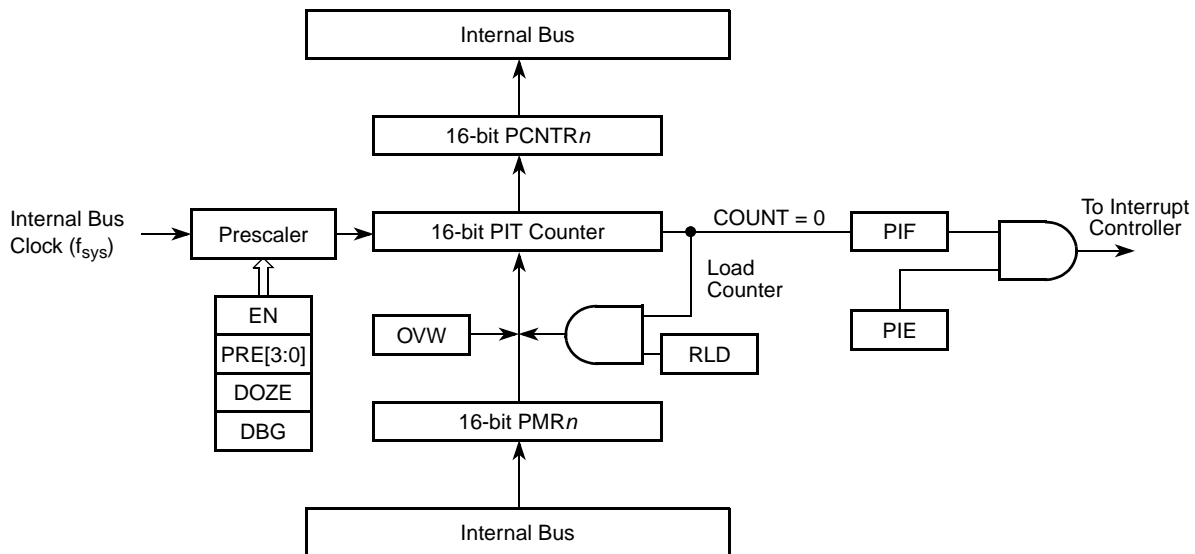 Internal Bus
16-bit PCNTRn
Internal Bus
Clock (fsys)
Prescaler
16-bit PIT Counter
COUNT = 0
PIF
To Interrupt
Controller
Load
Counter
EN
PRE[3:0]
DOZE
DBG
OVW
RLD
PIE
16-bit PMRn
Internal Bus